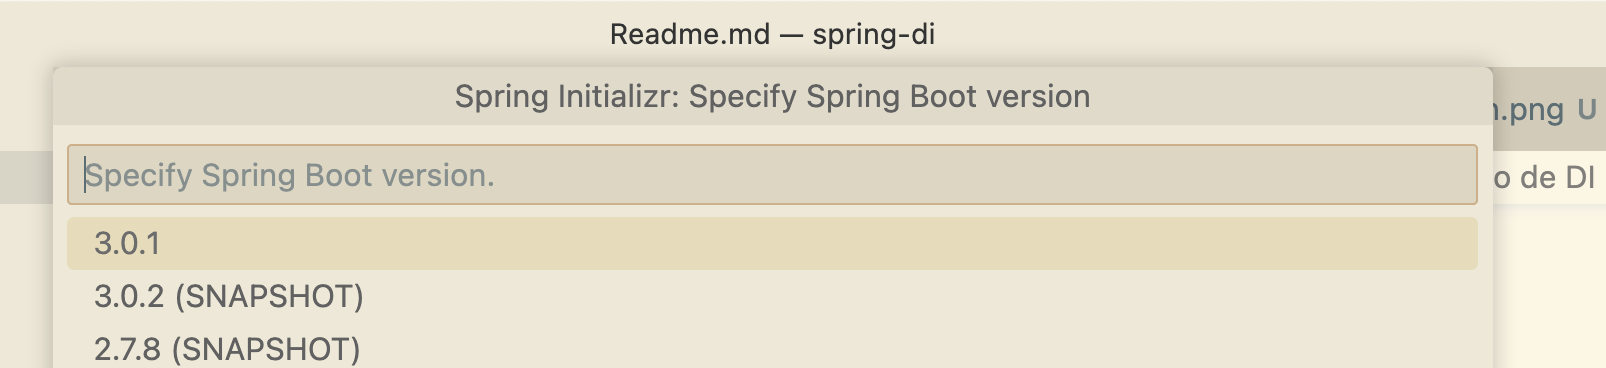 Readme.md — spring-di
Spring Initializr: Specify Spring Boot version
.png U
Specify Spring Boot version.
o de DI
3.0.1
3.0.2 (SNAPSHOT)
2.7.8 (SNAPSHOT)